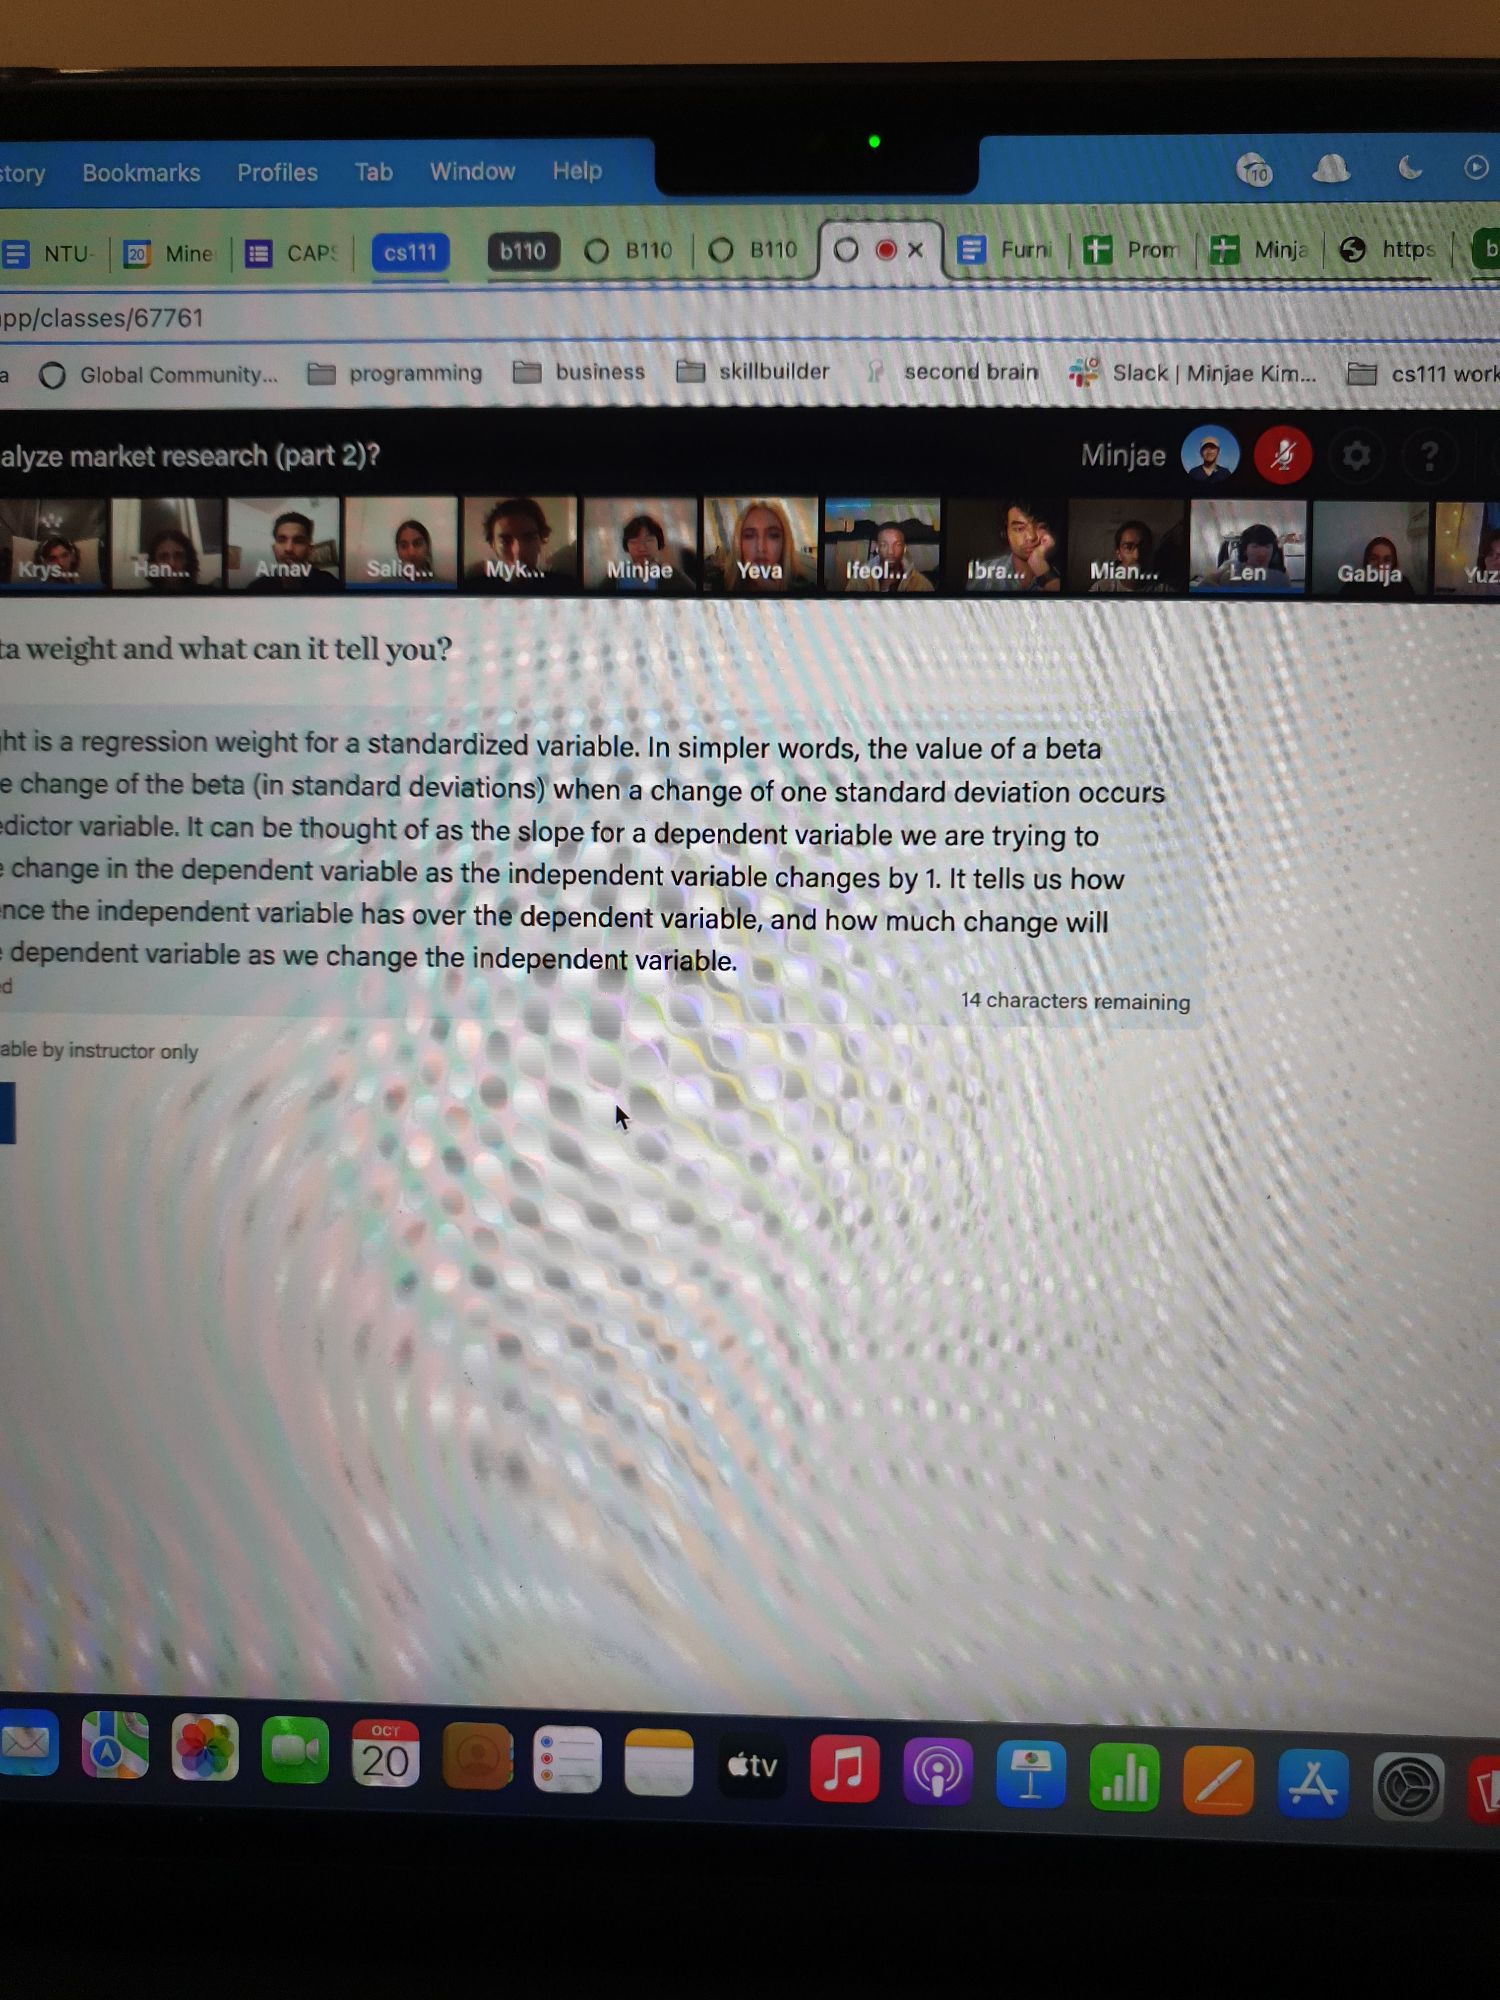 story Bookmarks Profiles Tab Window Help 10
NTU- 20 Mine CAPS cs111 b110 B110 B110 Furni Prom Minja https b
app/classes/67761
a Global Community... programming business skillbuilder second brain Slack | Minjae Kim... cs111 work
alyze market research (part 2)? Minjae ?
Krys... Han... Arnav Saliq... Myk... Minjae Yeva Ifeol... Ibra... Mian... Len Gabija Yuz
ta weight and what can it tell you?
ht is a regression weight for a standardized variable. In simpler words, the value of a beta
e change of the beta (in standard deviations) when a change of one standard deviation occurs
edictor variable. It can be thought of as the slope for a dependent variable we are trying to
e change in the dependent variable as the independent variable changes by 1. It tells us how
ence the independent variable has over the dependent variable, and how much change will
e dependent variable as we change the independent variable.
ed
14 characters remaining
able by instructor only
OCT
20
tv